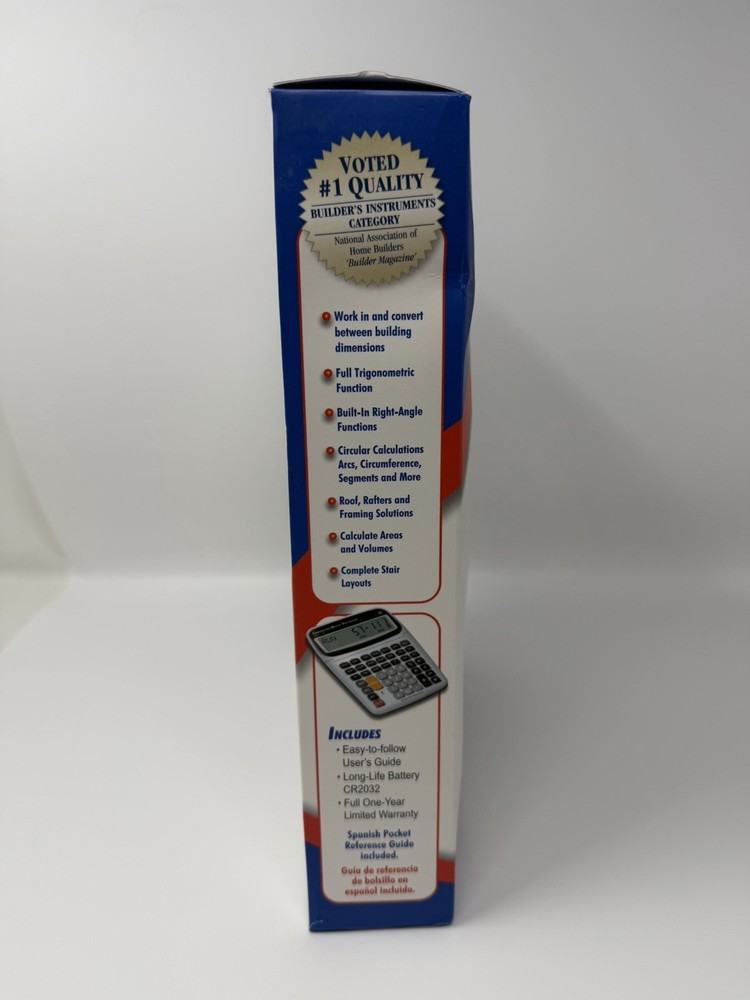 VOTED
#1 QUALITY
BUILDER'S INSTRUMENTS
CATEGORY
National Association of
Home Builders
'Builder Magazine'
Work in and convert
between building
dimensions
Full Trigonometric
Function
Built-In Right-Angle
Functions
Circular Calculations
Arcs, Circumference,
Segments and More
Roof, Rafters and
Framing Solutions
Calculate Areas
and Volumes
Complete Stair
Layouts
INCLUDES
• Easy-to-follow
User's Guide
• Long-Life Battery
CR2032
• Full One-Year
Limited Warranty
Spanish Pocket
Reference Guide
included.
Guía de referencia
de bolsillo en
español incluida.